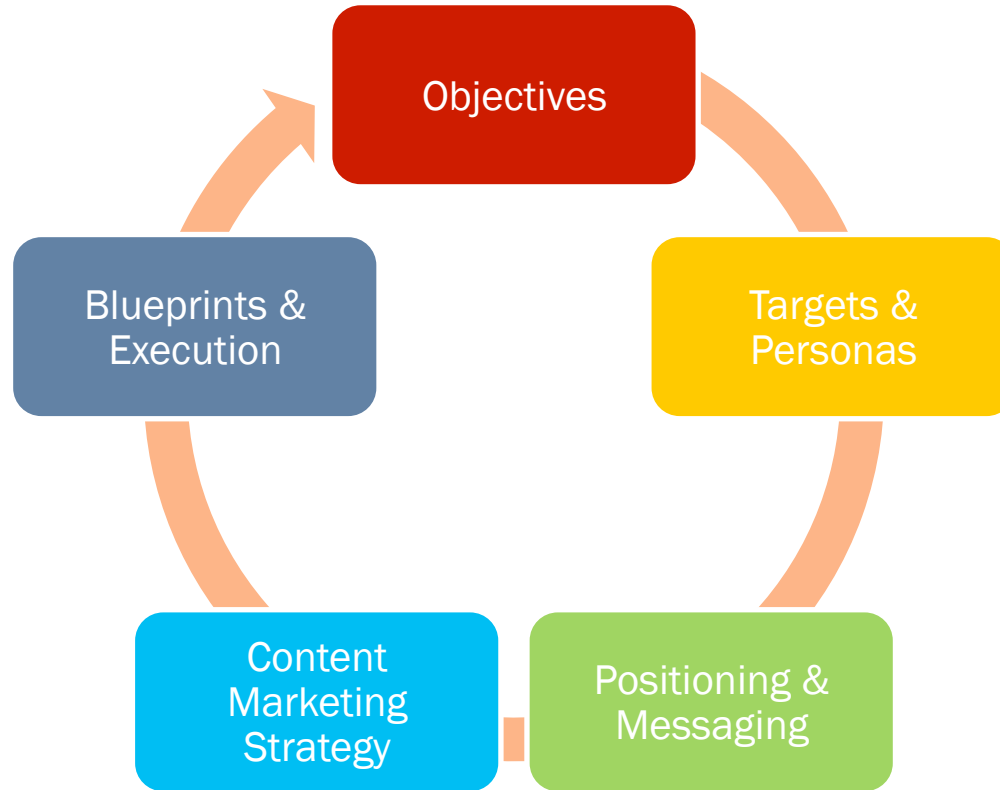 Objectives
Targets &
Personas
Positioning &
Messaging
Content
Marketing
Strategy
Blueprints &
Execution